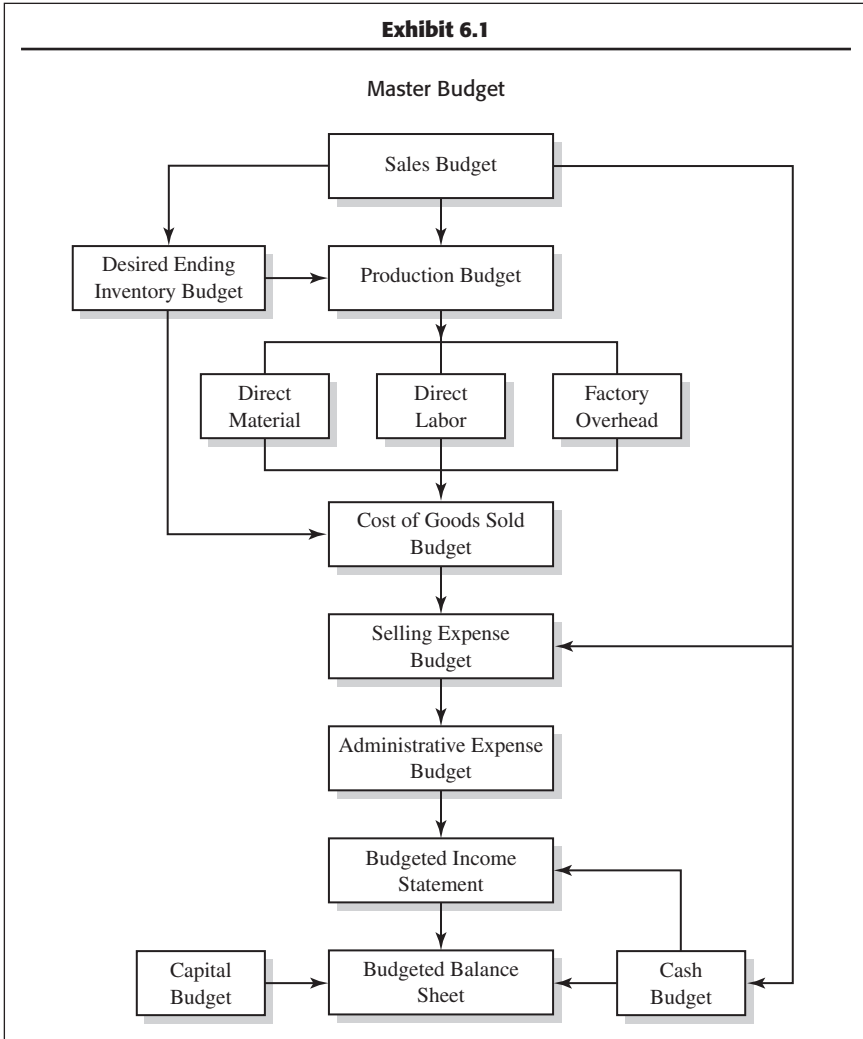 Exhibit 6.1
Master Budget
Sales Budget
Desired Ending
Inventory Budget
Production Budget
Direct
Material
Direct
Labor
Factory
Overhead
Cost of Goods Sold
Budget
Selling Expense
Budget
Administrative Expense
Budget
Budgeted Income
Statement
Capital
Budget
Budgeted Balance
Sheet
Cash
Budget